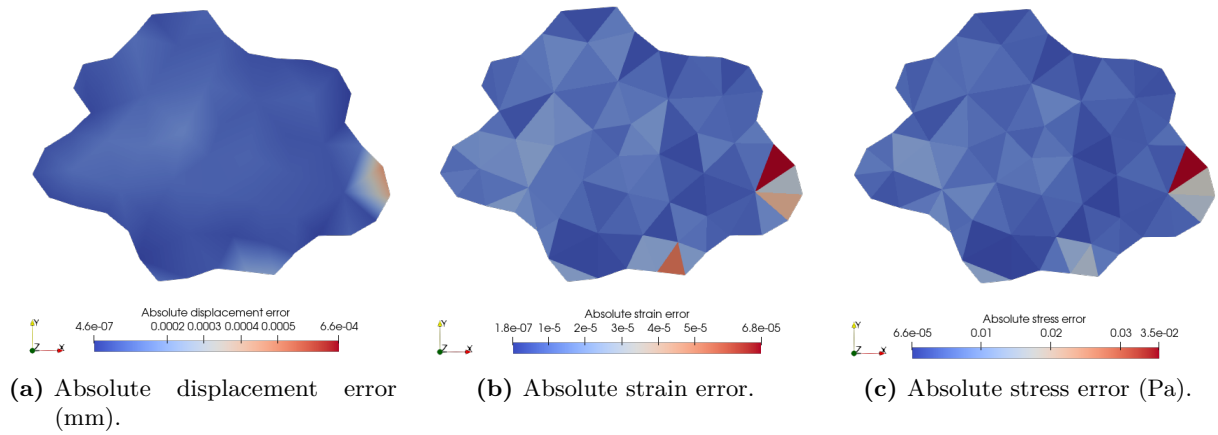 Absolute displacement error
4.6e-07 0.0002 0.0003 0.0004 0.0005 6.6e-04
Y
Z X
Absolute strain error
1.8e-07 1e-5 2e-5 3e-5 4e-5 5e-5 6.8e-05
Y
Z X
Absolute stress error
6.6e-05 0.01 0.02 0.03 3.5e-02
Y
Z X
(a) Absolute displacement error
(mm).
(b) Absolute strain error.
(c) Absolute stress error (Pa).